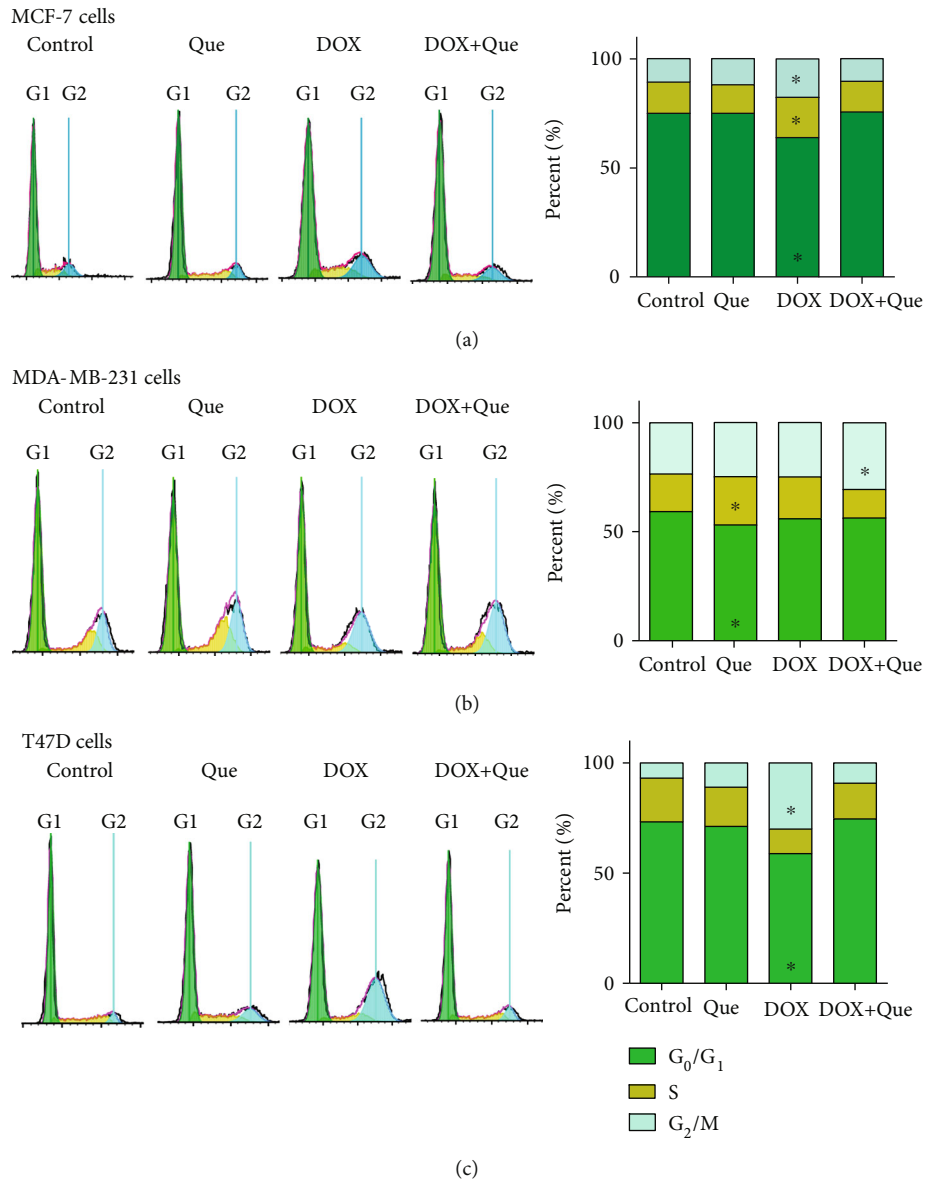 MCF-7 cells
Control Que DOX DOX+Que
G1 G2 G1 G2 G1 G2 G1 G2
100
50
0
Percent (%)
* * *
Control Que DOX DOX+Que
(a)
MDA-MB-231 cells
Control Que DOX DOX+Que
G1 G2 G1 G2 G1 G2 G1 G2
100
50
0
Percent (%)
* * *
Control Que DOX DOX+Que
(b)
T47D cells
Control Que DOX DOX+Que
G1 G2 G1 G2 G1 G2 G1 G2
100
50
0
Percent (%)
* *
Control Que DOX DOX+Que
G₀/G₁
S
G₂/M
(c)